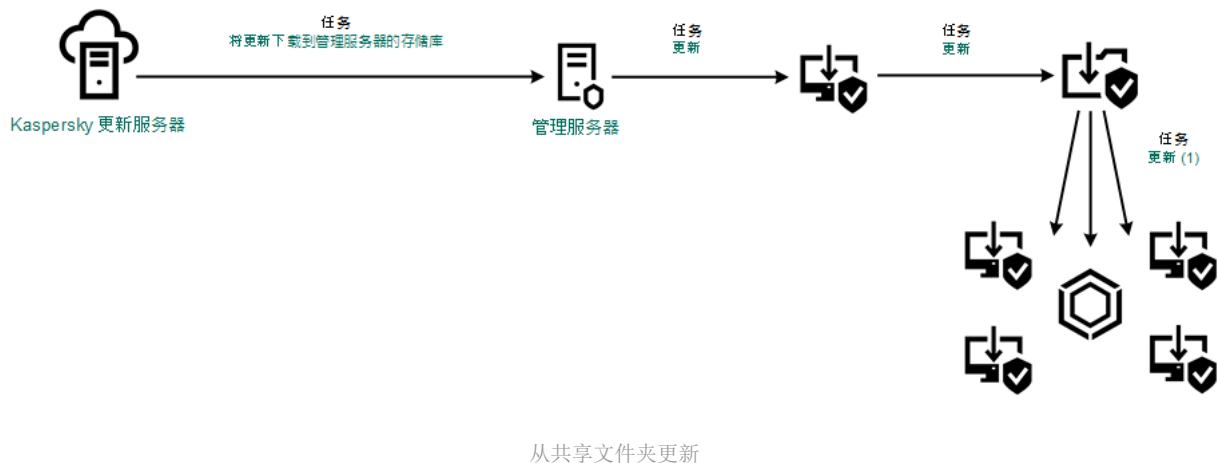 任务
将更新下载到管理服务器的存储库
任务
更新
任务
更新
Kaspersky 更新服务器
管理服务器
任务
更新 (1)
从共享文件夹更新